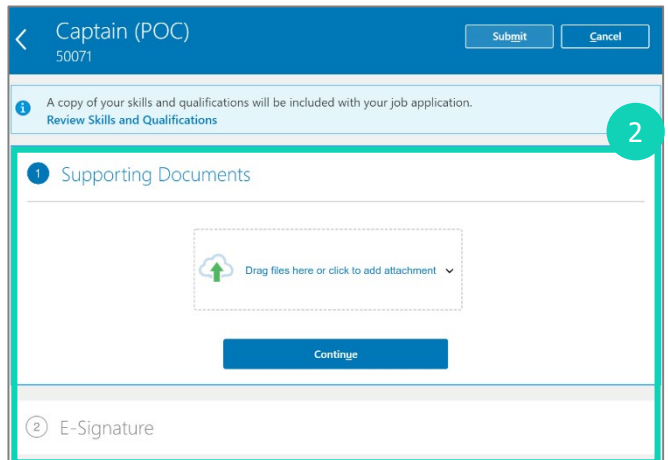 Captain (POC)
50071
Submit
Cancel
A copy of your skills and qualifications will be included with your job application.
Review Skills and Qualifications
2
1 Supporting Documents
Drag files here or click to add attachment
Continue
2 E-Signature